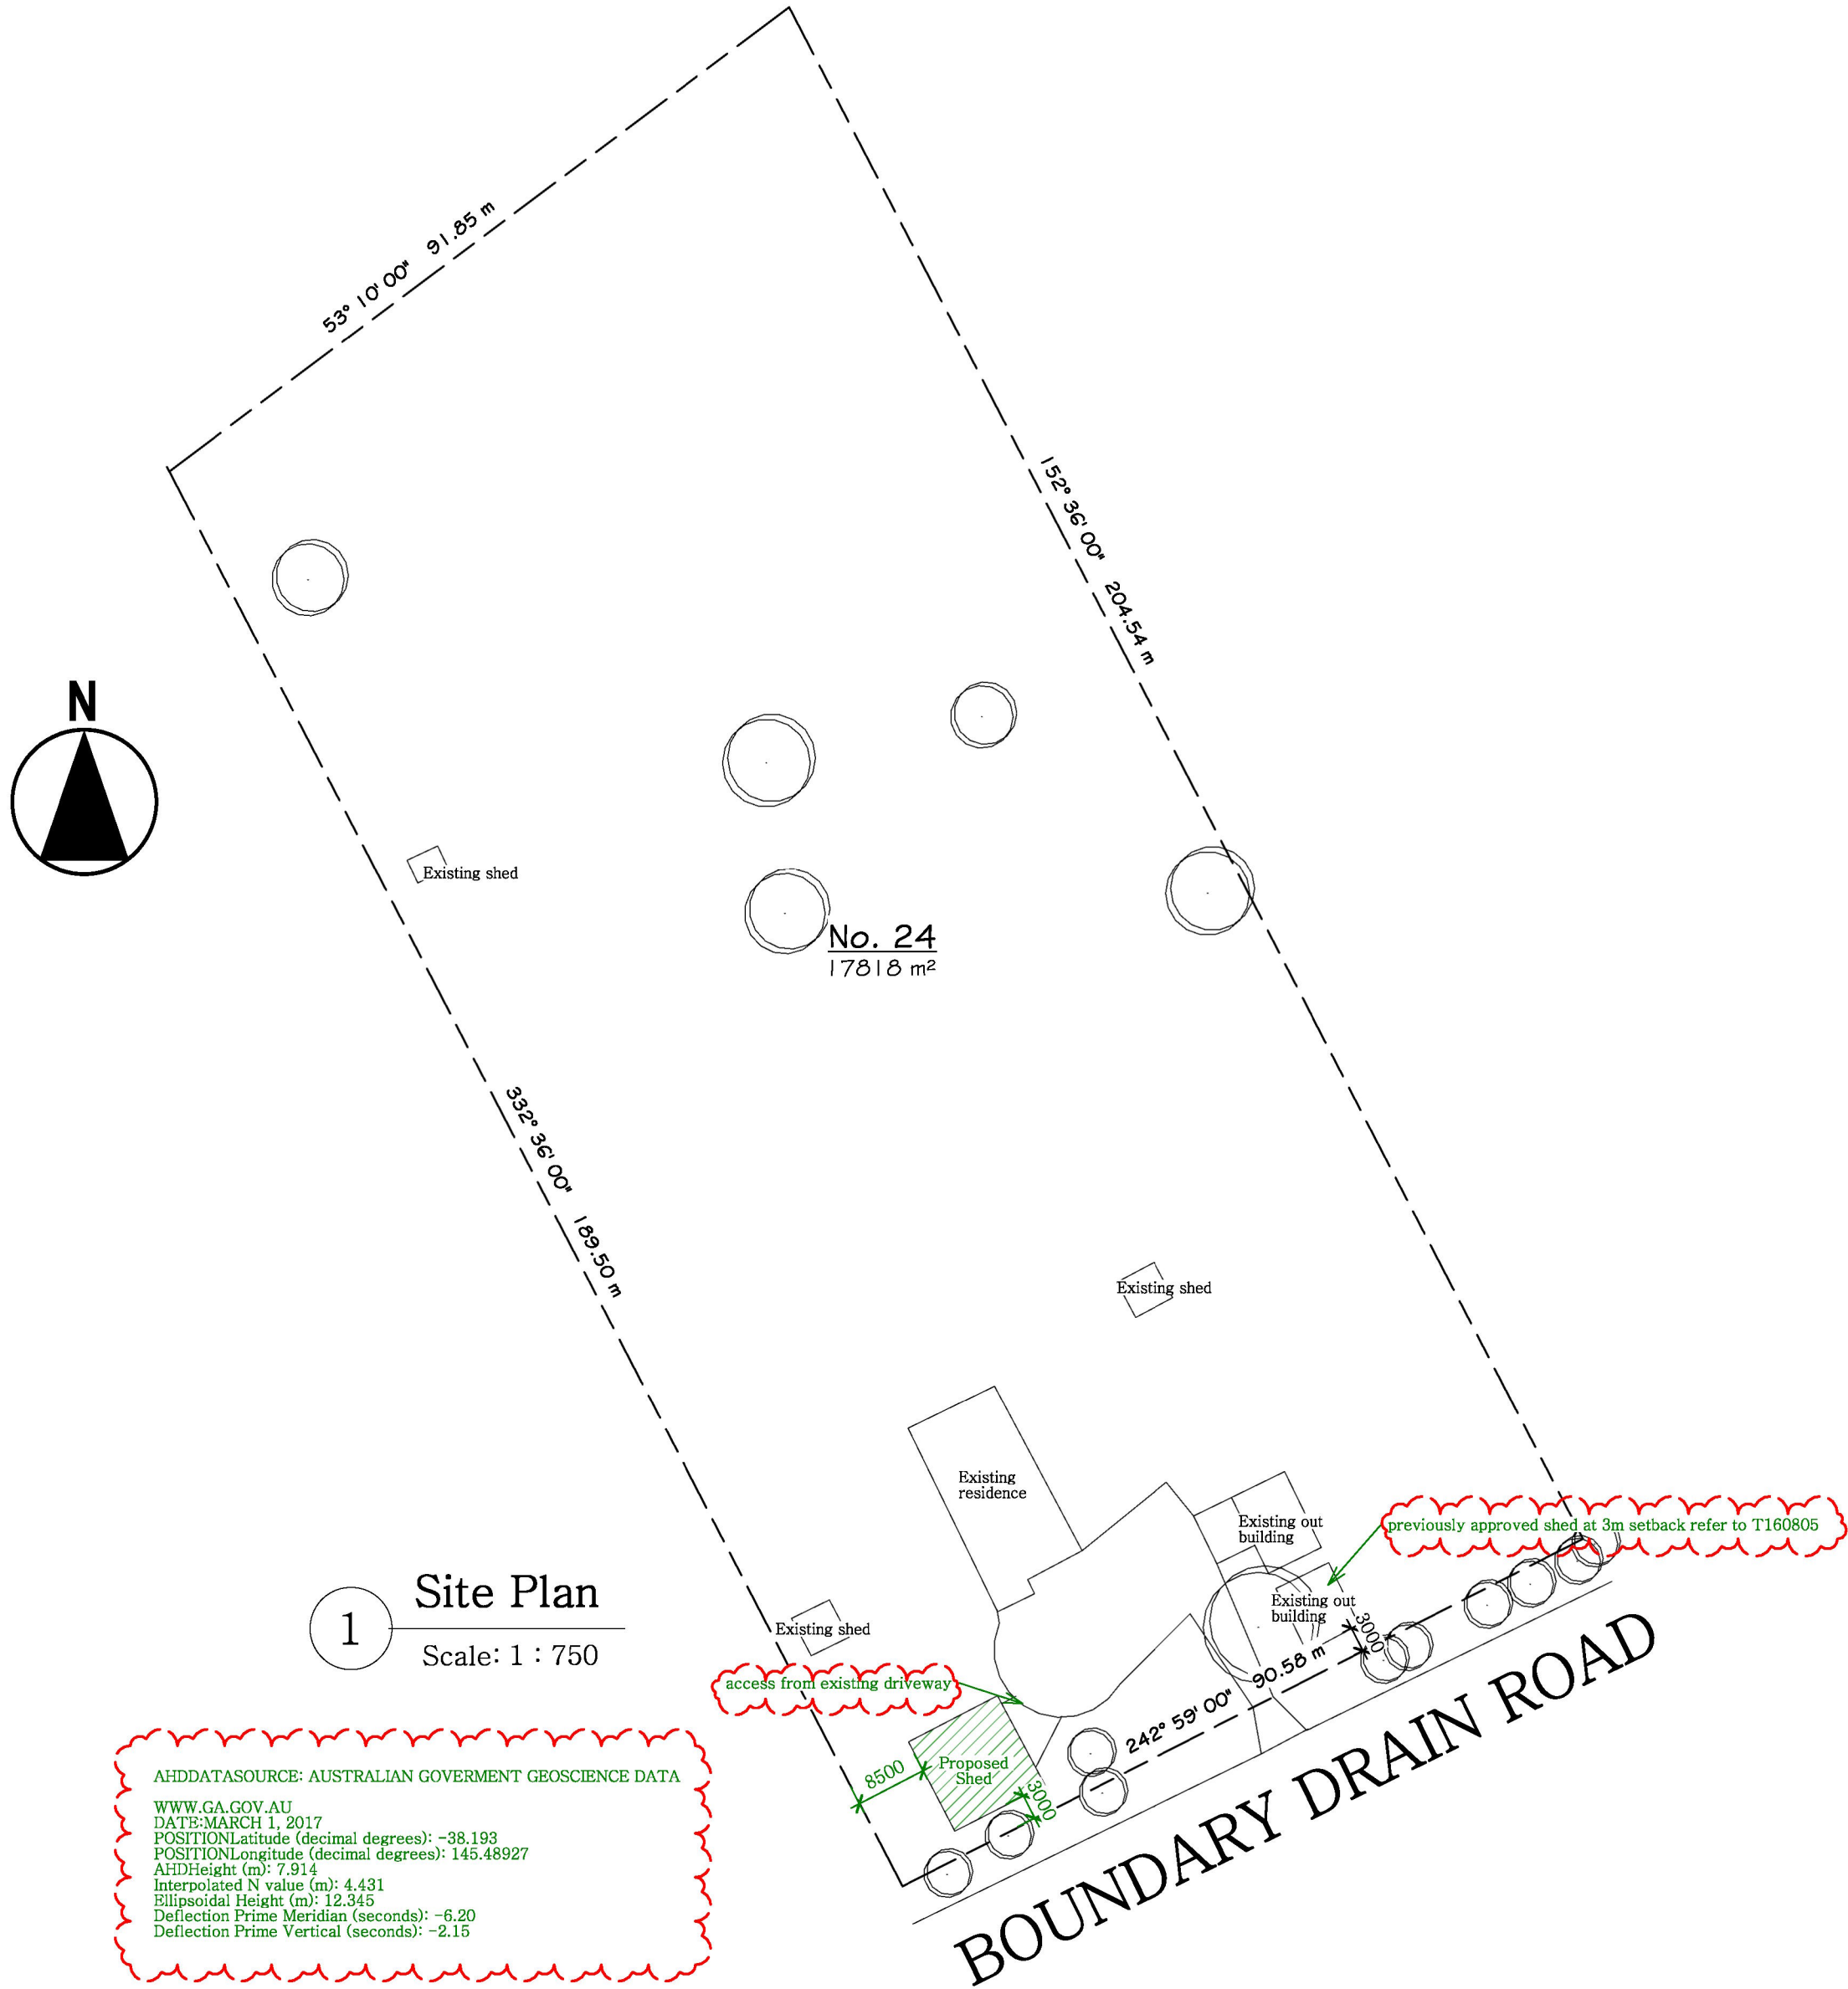 53° 10' 00" 91.85 m
152° 36' 00" 204.54 m
N
Existing shed
No. 24
17818 m²
332° 36' 00" 189.50 m
Existing shed
Existing
residence
Existing out
building
previously approved shed at 3m setback refer to T160805
Existing out
building
3000
Existing shed
1
Site Plan
Scale: 1 : 750
access from existing driveway
242° 59' 00" 90.58 m
8500
Proposed
Shed
3000
BOUNDARY DRAIN ROAD
AHDDATASOURCE: AUSTRALIAN GOVERMENT GEOSCIENCE DATA
WWW.GA.GOV.AU
DATE:MARCH 1, 2017
POSITIONLatitude (decimal degrees): -38.193
POSITIONLongitude (decimal degrees): 145.48927
AHDHeight (m): 7.914
Interpolated N value (m): 4.431
Ellipsoidal Height (m): 12.345
Deflection Prime Meridian (seconds): -6.20
Deflection Prime Vertical (seconds): -2.15